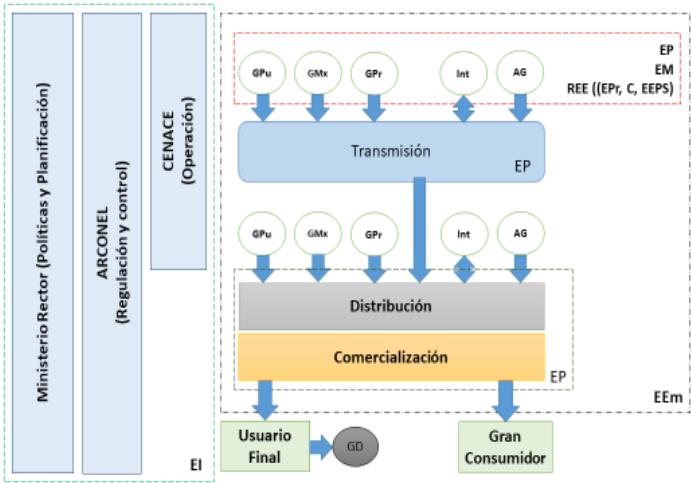 Ministerio Rector (Políticas y Planificación)
ARCONEL
(Regulación y control)
CENACE
(Operación)
EI
EP
EM
REE ((EPr, C, EEPS)
GPu
GMx
GPr
Int
AG
Transmisión
EP
GPu
GMx
GPr
Int
AG
Distribución
Comercialización
EP
EEm
Usuario
Final
GD
Gran
Consumidor